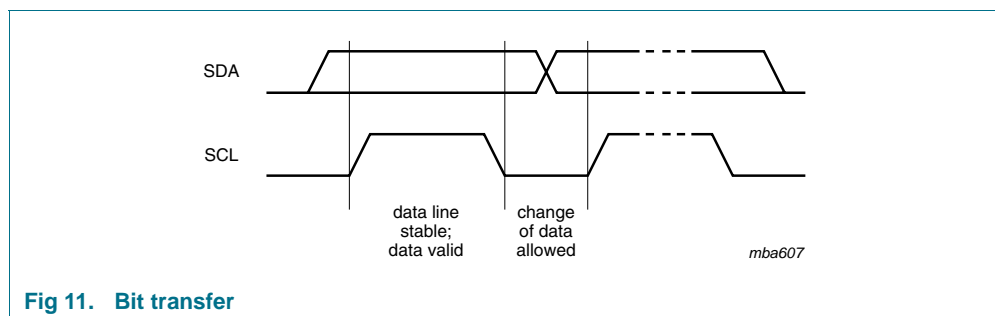 SDA
SCL
data line
stable;
data valid
change
of data
allowed
mba607
Fig 11. Bit transfer